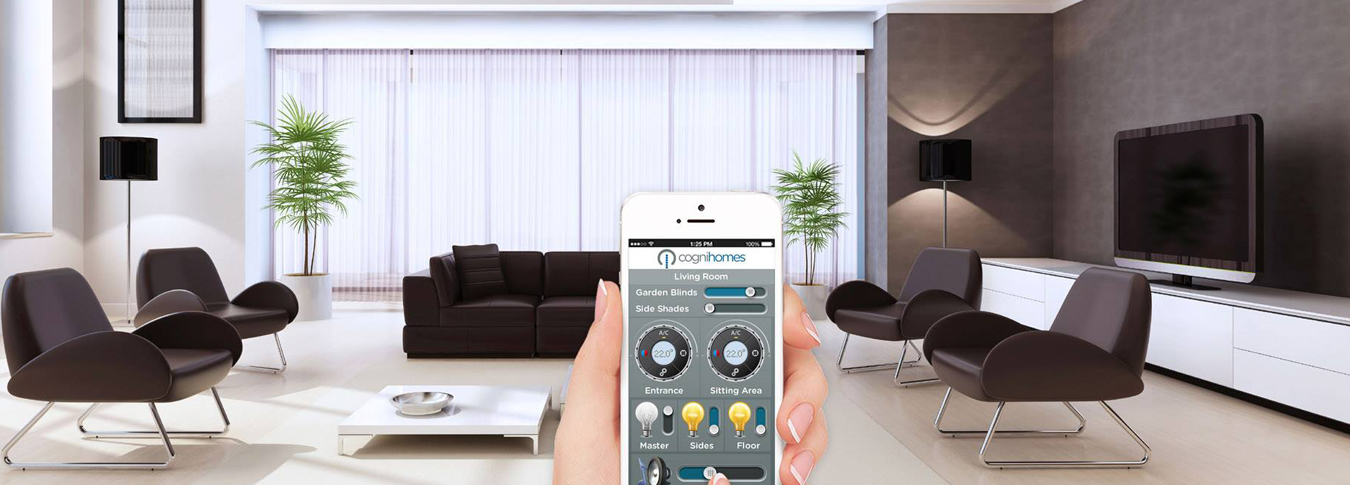 1:25 PM
100%
cognihomes
Living Room
Garden Blinds
Side Shades
A/C
A/C
22.0°
22.0°
Entrance
Sitting Area
Master
Sides
Floor